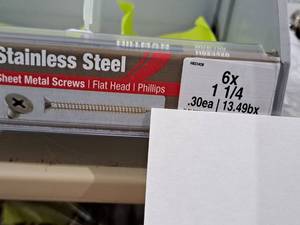 Stainless Steel
Sheet Metal Screws | Flat Head | Phillips
6x
1 1/4
.30ea | 13.49bx